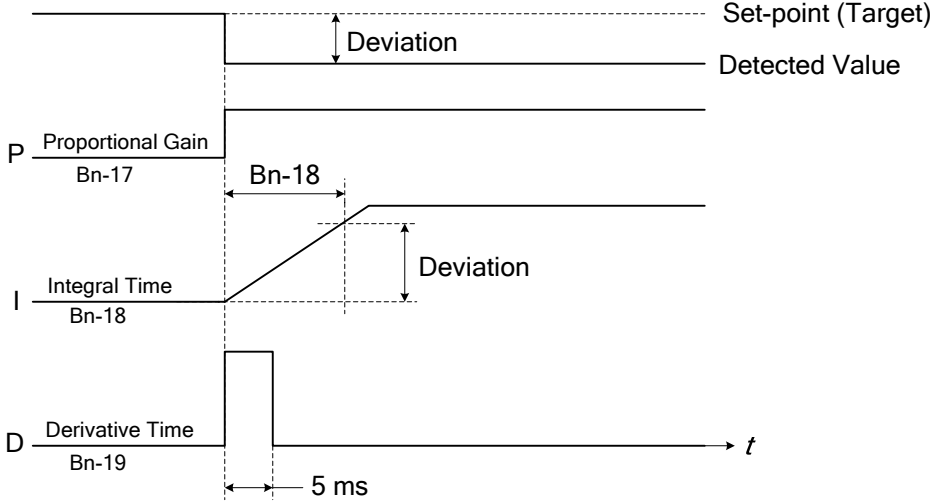 Set-point (Target)
Deviation
Detected Value
P
Proportional Gain
Bn-17
Bn-18
Deviation
I
Integral Time
Bn-18
D
Derivative Time
Bn-19
t
5 ms